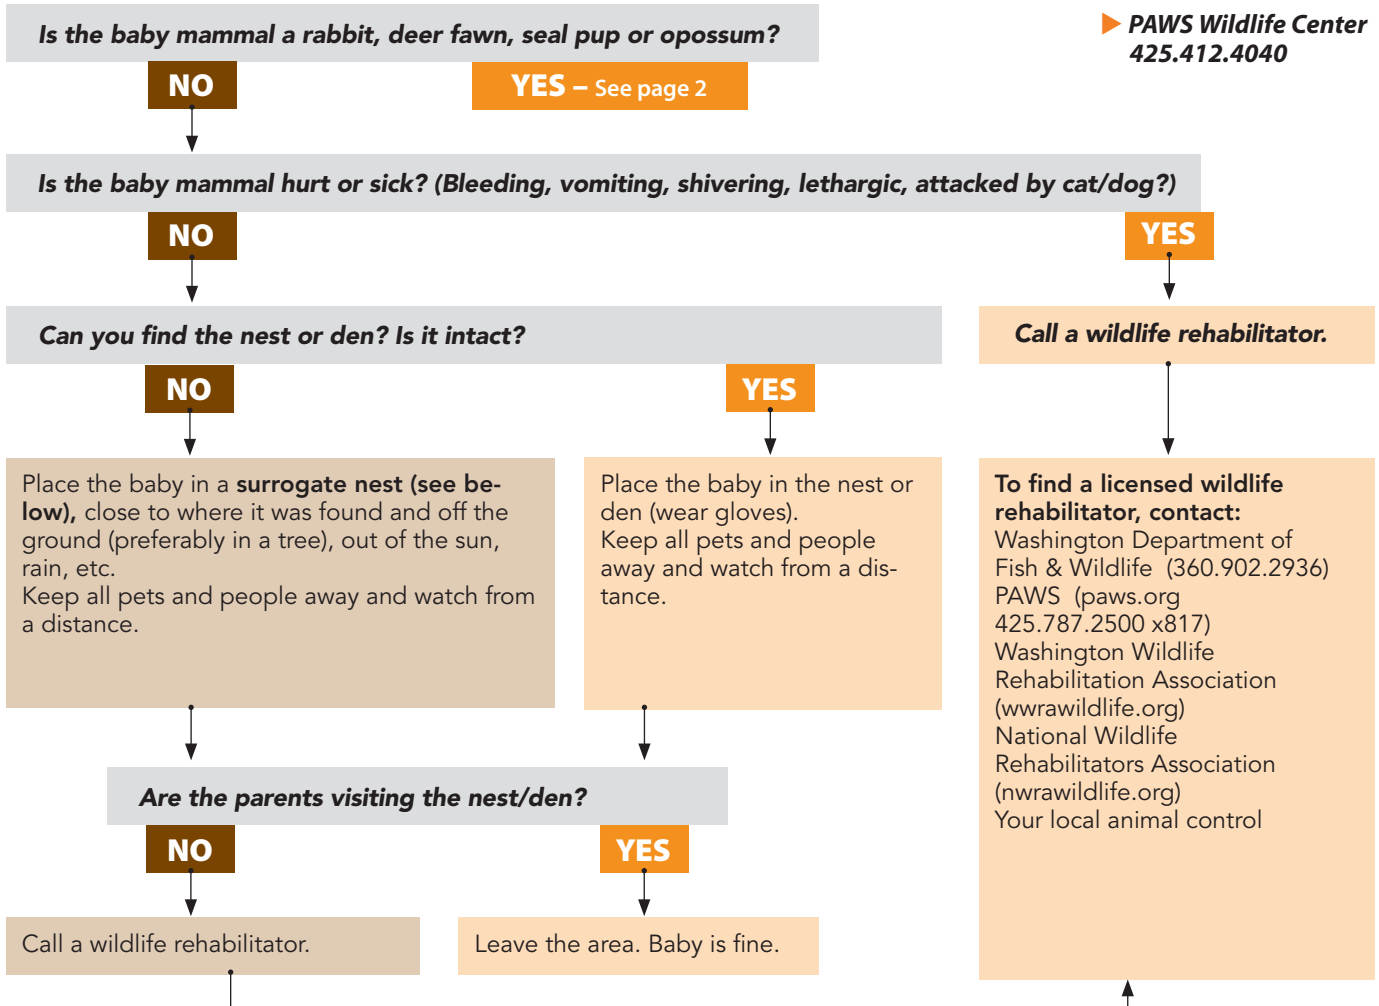 Is the baby mammal a rabbit, deer fawn, seal pup or opossum?
PAWS Wildlife Center
425.412.4040
NO
YES – See page 2
Is the baby mammal hurt or sick? (Bleeding, vomiting, shivering, lethargic, attacked by cat/dog?)
NO
YES
Can you find the nest or den? Is it intact?
Call a wildlife rehabilitator.
NO
YES
Place the baby in a surrogate nest (see be-
low), close to where it was found and off the
ground (preferably in a tree), out of the sun,
rain, etc.
Keep all pets and people away and watch from
a distance.
Place the baby in the nest or
den (wear gloves).
Keep all pets and people
away and watch from a dis-
tance.
To find a licensed wildlife
rehabilitator, contact:
Washington Department of
Fish & Wildlife (360.902.2936)
PAWS (paws.org
425.787.2500 x817)
Washington Wildlife
Rehabilitation Association
(wwrawildlife.org)
National Wildlife
Rehabilitators Association
(nwrawildlife.org)
Your local animal control
Are the parents visiting the nest/den?
NO
YES
Call a wildlife rehabilitator.
Leave the area. Baby is fine.